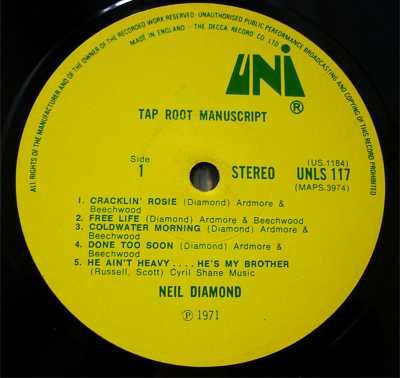 ALL RIGHTS OF THE MANUFACTURER AND OF THE OWNER OF THE RECORDED WORK RESERVED · UNAUTHORISED PUBLIC PERFORMANCE BROADCASTING AND COPYING OF THIS RECORD PROHIBITED
MADE IN ENGLAND · THE DECCA RECORD CO LTD
UNI
®
TAP ROOT MANUSCRIPT
Side
1
STEREO
(US.1184)
UNLS 117
(MAPS.3974)
1. CRACKLIN' ROSIE (Diamond) Ardmore &
Beechwood
2. FREE LIFE (Diamond) Ardmore & Beechwood
3. COLDWATER MORNING (Diamond) Ardmore &
Beechwood
4. DONE TOO SOON (Diamond) Ardmore &
Beechwood
5. HE AIN'T HEAVY . . . . HE'S MY BROTHER
(Russell, Scott) Cyril Shane Music
NEIL DIAMOND
Ⓟ 1971